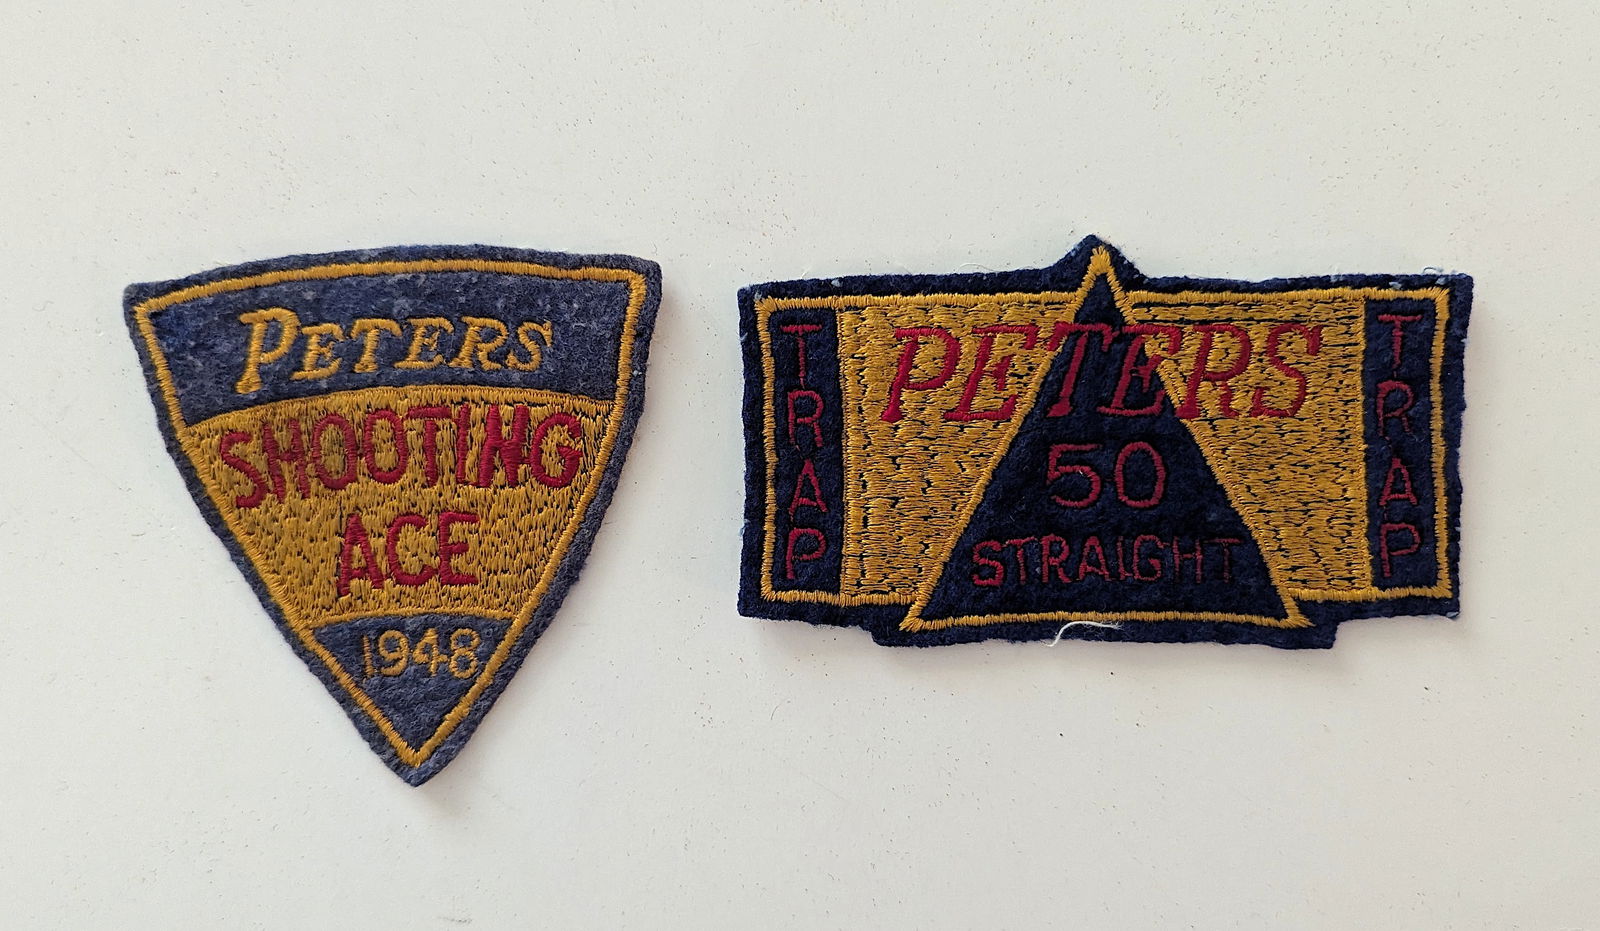 PETERS
SHOOTING
ACE
1948
TRAP
PETERS
50
STRAIGHT
TRAP